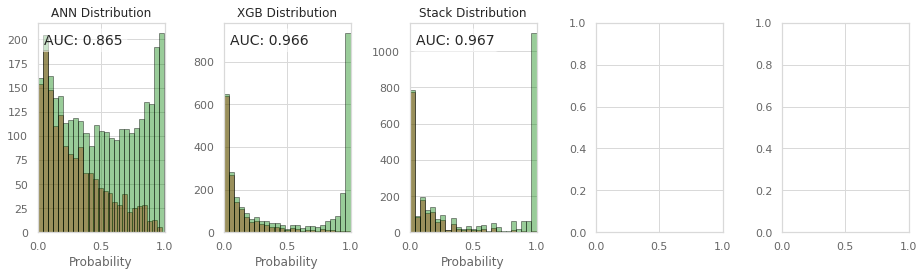 ANN Distribution
AUC: 0.865
200
175
150
125
100
75
50
25
0
0.0 0.5 1.0
Probability
XGB Distribution
AUC: 0.966
800
600
400
200
0
0.0 0.5 1.0
Probability
Stack Distribution
AUC: 0.967
1000
800
600
400
200
0
0.0 0.5 1.0
Probability
1.0
0.8
0.6
0.4
0.2
0.0
0.0 0.5 1.0
1.0
0.8
0.6
0.4
0.2
0.0
0.0 0.5 1.0